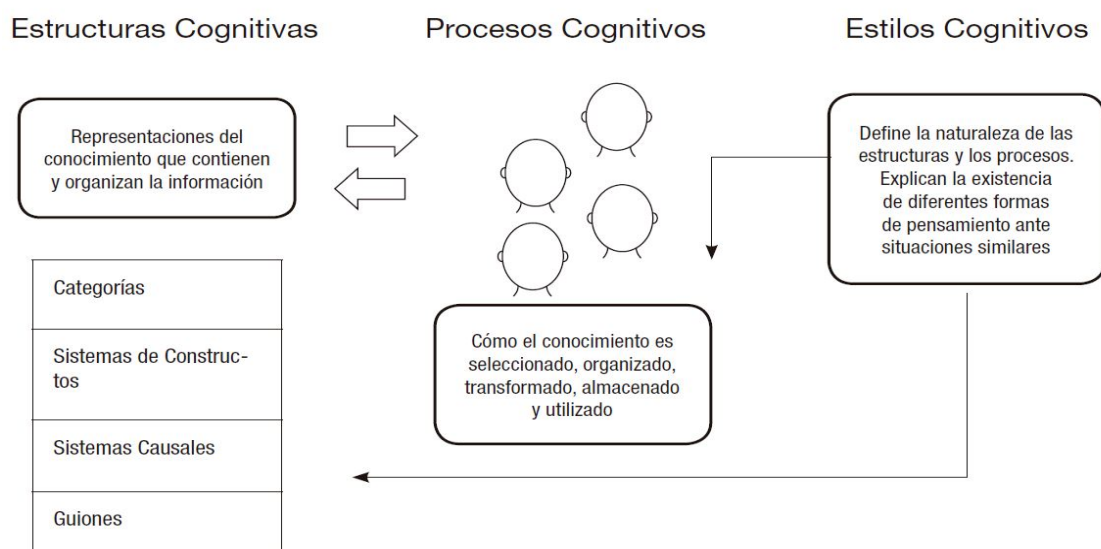 Estructuras Cognitivas
Procesos Cognitivos
Estilos Cognitivos
Representaciones del
conocimiento que contienen
y organizan la información
Categorías
Sistemas de Construc-
tos
Sistemas Causales
Guiones
Cómo el conocimiento es
seleccionado, organizado,
transformado, almacenado
y utilizado
Define la naturaleza de las
estructuras y los procesos.
Explican la existencia
de diferentes formas
de pensamiento ante
situaciones similares